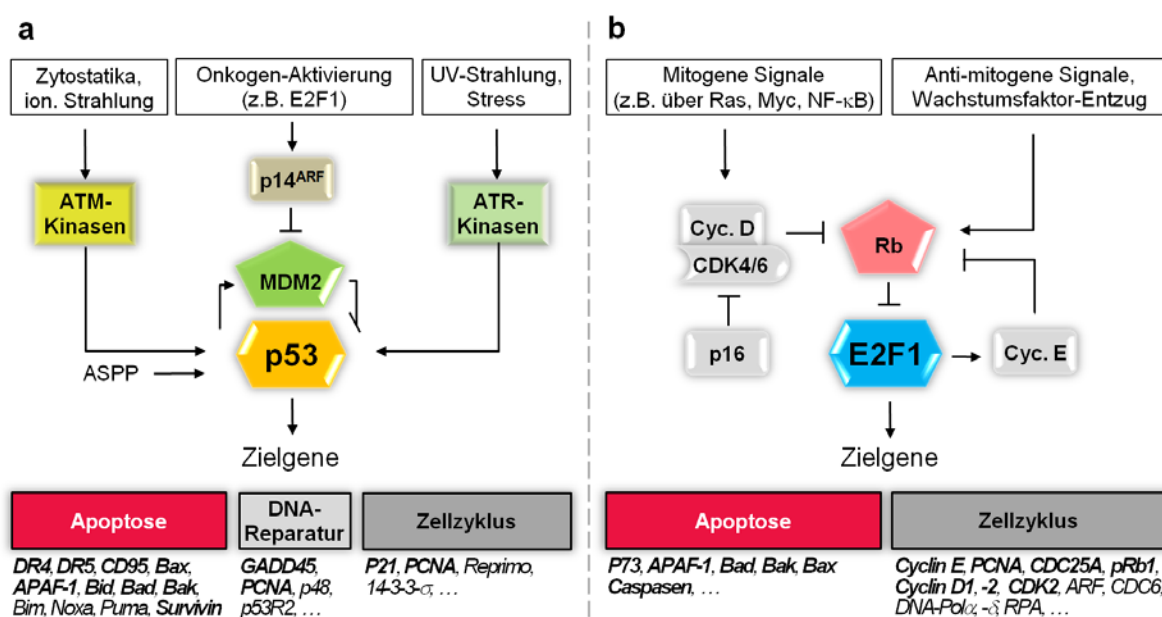 a
Zytostatika,
ion. Strahlung
Onkogen-Aktivierung
(z.B. E2F1)
UV-Strahlung,
Stress
p14ARF
ATM-
Kinasen
ATR-
Kinasen
MDM2
p53
ASPP
Zielgene
Apoptose
DNA-
Reparatur
Zellzyklus
DR4, DR5, CD95, Bax,
APAF-1, Bid, Bad, Bak,
Bim, Noxa, Puma, Survivin
GADD45,
PCNA, p48,
p53R2, …
P21, PCNA, Reprimo,
14-3-3-σ, …
b
Mitogene Signale
(z.B. über Ras, Myc, NF-κB)
Anti-mitogene Signale,
Wachstumsfaktor-Entzug
Cyc. D
CDK4/6
Rb
p16
E2F1
Cyc. E
Zielgene
Apoptose
Zellzyklus
P73, APAF-1, Bad, Bak, Bax
Caspasen, …
Cyclin E, PCNA, CDC25A, pRb1,
Cyclin D1, -2, CDK2, ARF, CDC6,
DNA-Polα, -δ, RPA, …